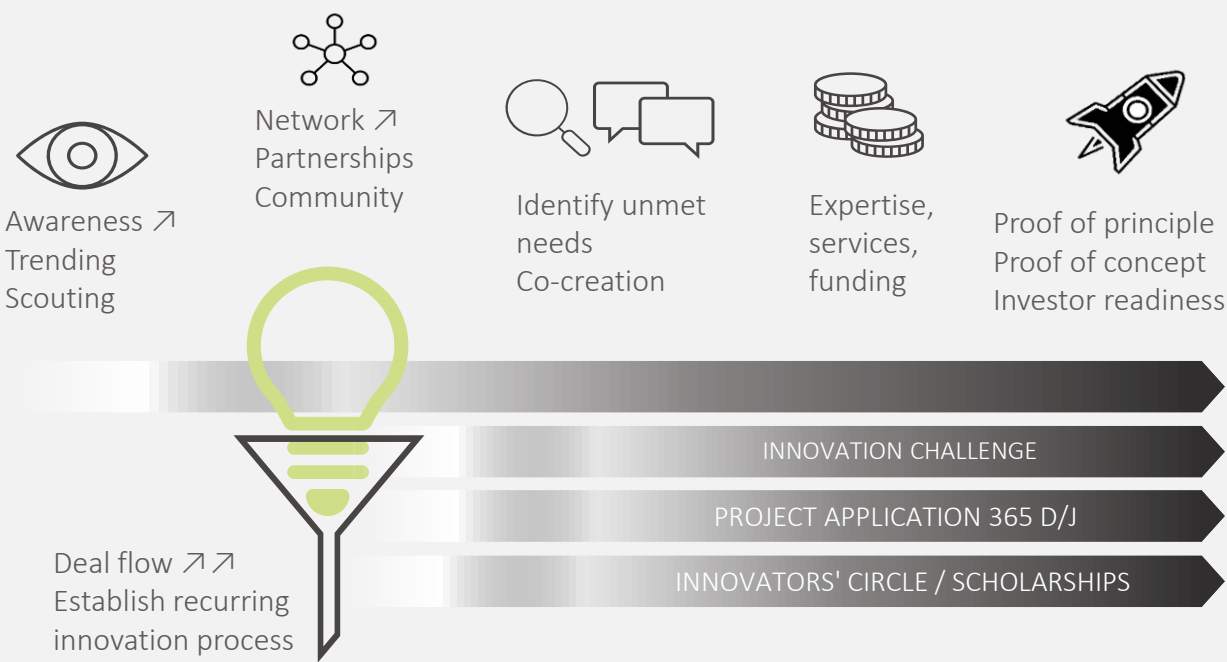 Awareness ↗
Trending
Scouting
Network ↗
Partnerships
Community
Identify unmet
needs
Co-creation
Expertise,
services,
funding
Proof of principle
Proof of concept
Investor readiness
INNOVATION CHALLENGE
PROJECT APPLICATION 365 D/J
INNOVATORS' CIRCLE / SCHOLARSHIPS
Deal flow ↗↗
Establish recurring
innovation process